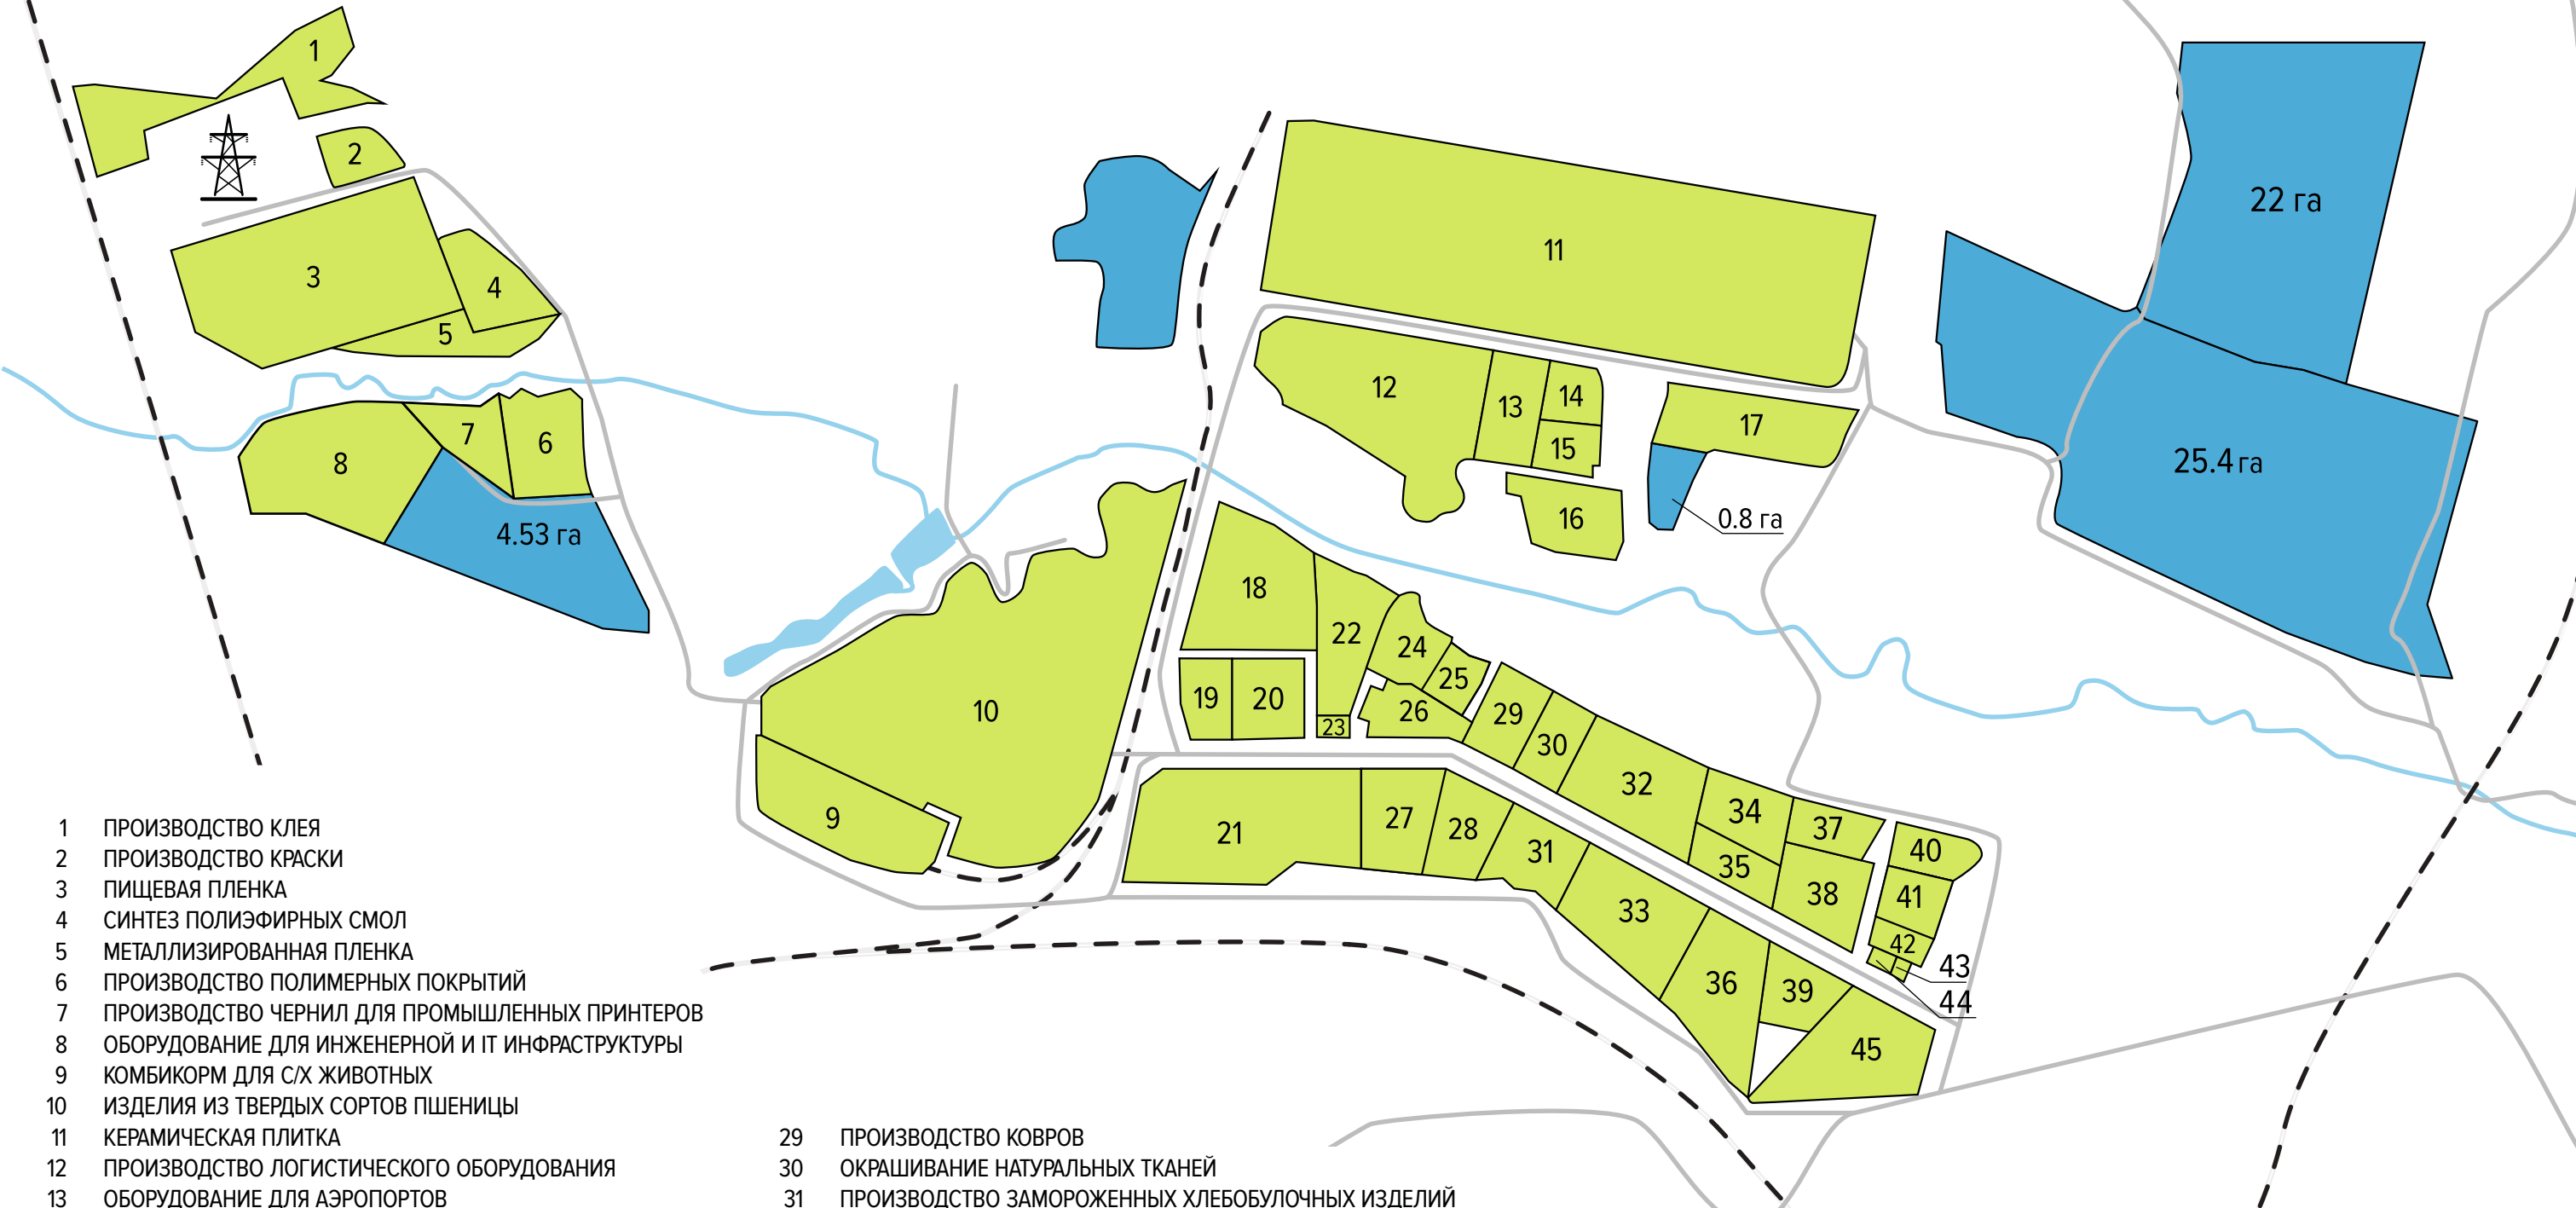 1
2
3
4
5
6
7
8
4.53 га
9
10
11
12
13
14
15
16
17
0.8 га
22 га
25.4 га
18
19
20
21
22
23
24
25
26
27
28
29
30
31
32
33
34
35
36
37
38
39
40
41
42
43
44
45
1 ПРОИЗВОДСТВО КЛЕЯ
2 ПРОИЗВОДСТВО КРАСКИ
3 ПИЩЕВАЯ ПЛЕНКА
4 СИНТЕЗ ПОЛИЭФИРНЫХ СМОЛ
5 МЕТАЛЛИЗИРОВАННАЯ ПЛЕНКА
6 ПРОИЗВОДСТВО ПОЛИМЕРНЫХ ПОКРЫТИЙ
7 ПРОИЗВОДСТВО ЧЕРНИЛ ДЛЯ ПРОМЫШЛЕННЫХ ПРИНТЕРОВ
8 ОБОРУДОВАНИЕ ДЛЯ ИНЖЕНЕРНОЙ И IT ИНФРАСТРУКТУРЫ
9 КОМБИКОРМ ДЛЯ С/Х ЖИВОТНЫХ
10 ИЗДЕЛИЯ ИЗ ТВЕРДЫХ СОРТОВ ПШЕНИЦЫ
11 КЕРАМИЧЕСКАЯ ПЛИТКА
12 ПРОИЗВОДСТВО ЛОГИСТИЧЕСКОГО ОБОРУДОВАНИЯ
13 ОБОРУДОВАНИЕ ДЛЯ АЭРОПОРТОВ
29 ПРОИЗВОДСТВО КОВРОВ
30 ОКРАШИВАНИЕ НАТУРАЛЬНЫХ ТКАНЕЙ
31 ПРОИЗВОДСТВО ЗАМОРОЖЕННЫХ ХЛЕБОБУЛОЧНЫХ ИЗДЕЛИЙ